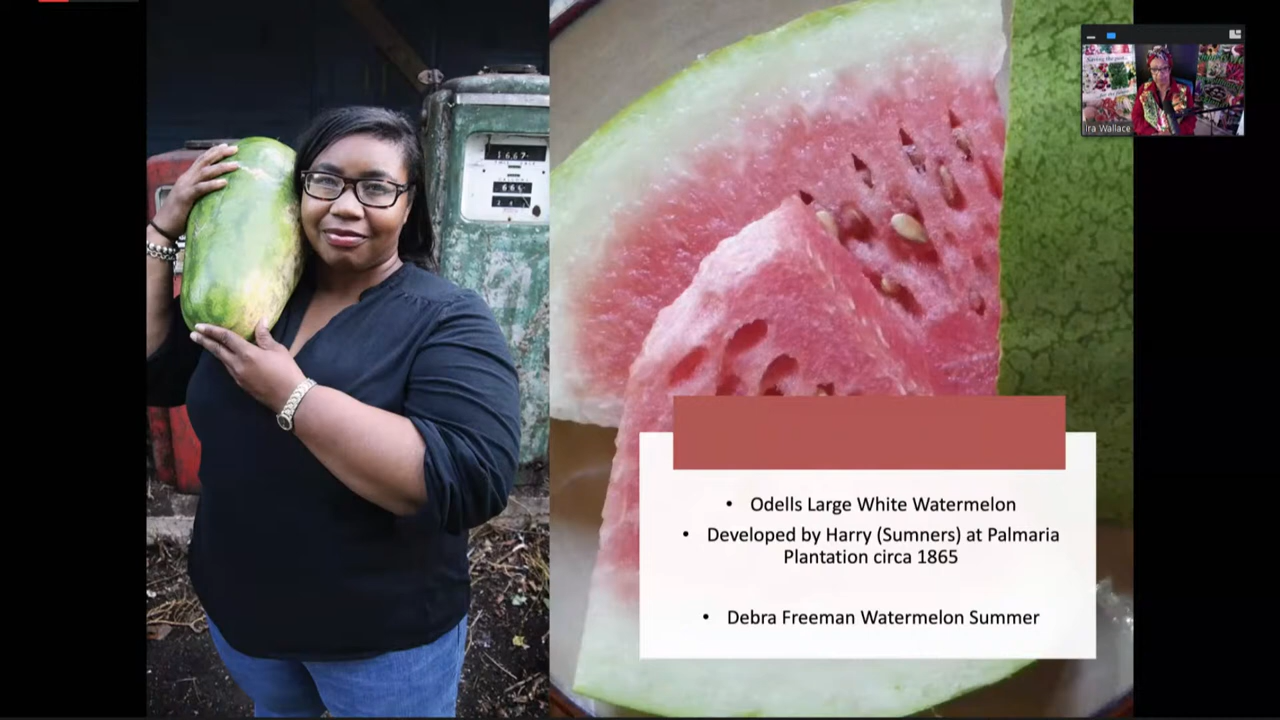 Odells Large White Watermelon
Developed by Harry (Sumners) at Palmaria
Plantation circa 1865
Debra Freeman Watermelon Summer
Ira Wallace